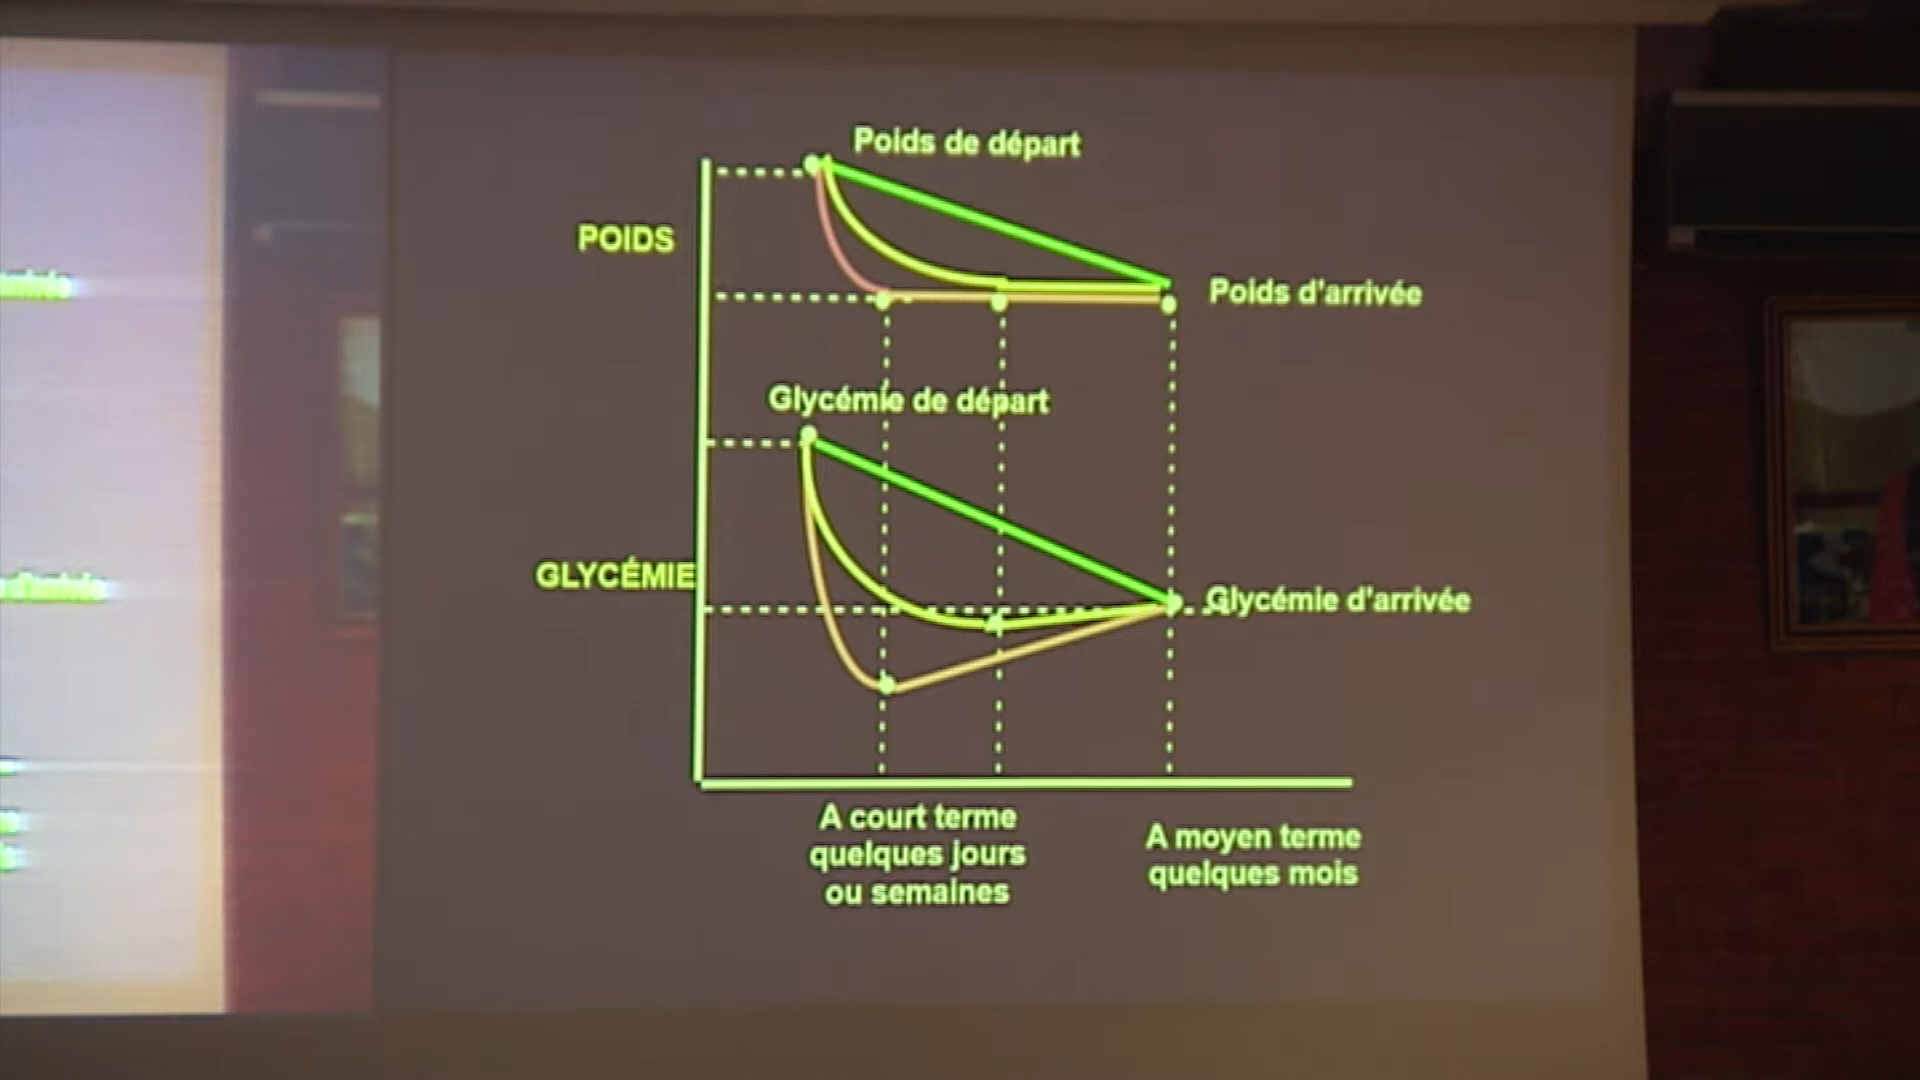 Poids de départ
POIDS
Poids d'arrivée
Glycémie de départ
GLYCÉMIE
Glycémie d'arrivée
A court terme
quelques jours
ou semaines
A moyen terme
quelques mois